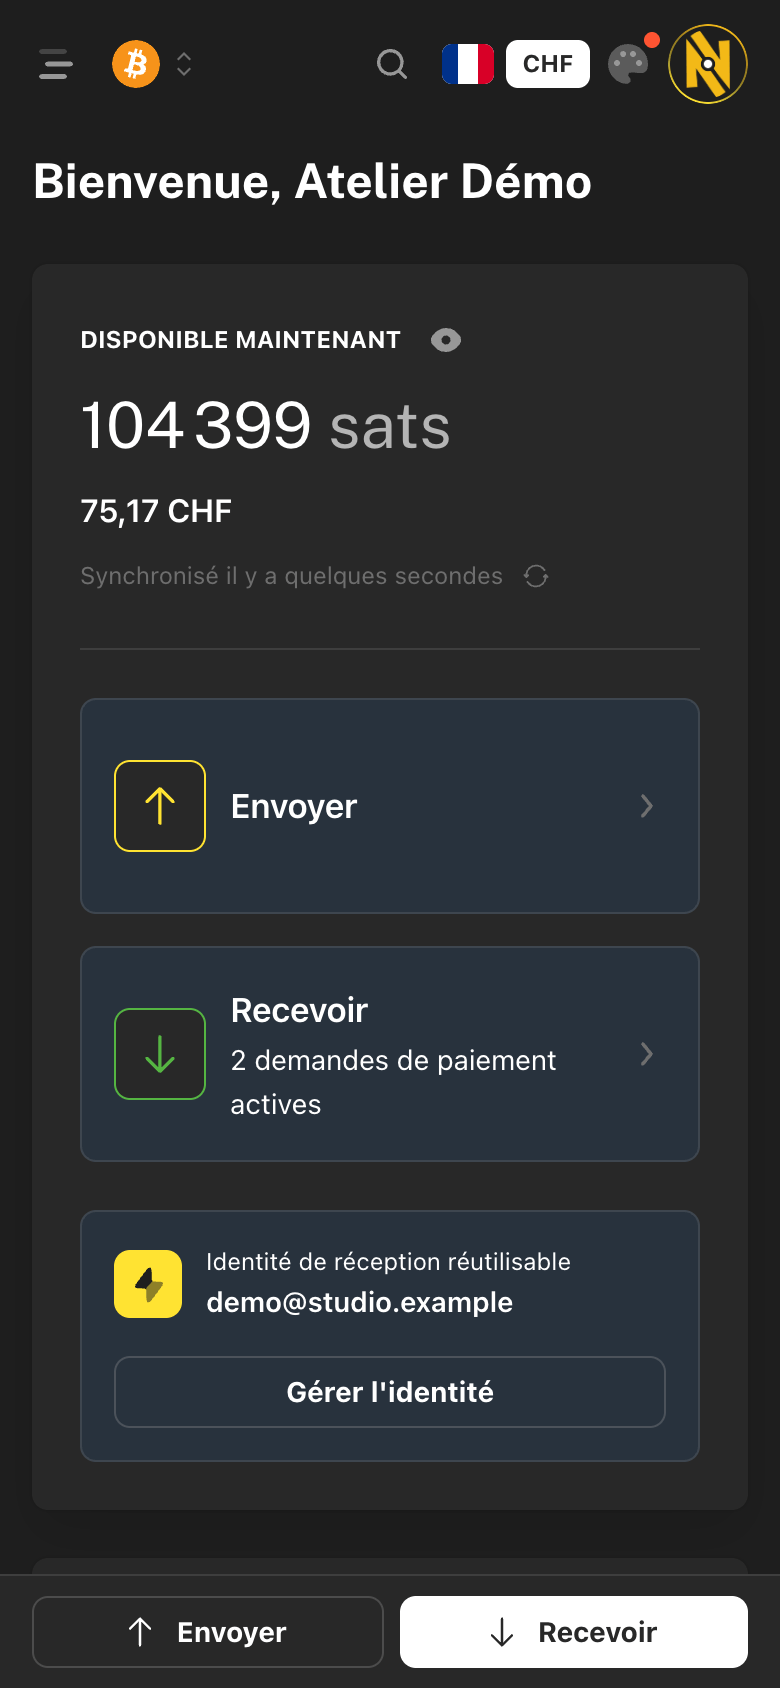 CHF
Bienvenue, Atelier Démo
DISPONIBLE MAINTENANT
104 399 sats
75,17 CHF
Synchronisé il y a quelques secondes
Envoyer
Recevoir
2 demandes de paiement
actives
Identité de réception réutilisable
demo@studio.example
Gérer l'identité
Envoyer
Recevoir